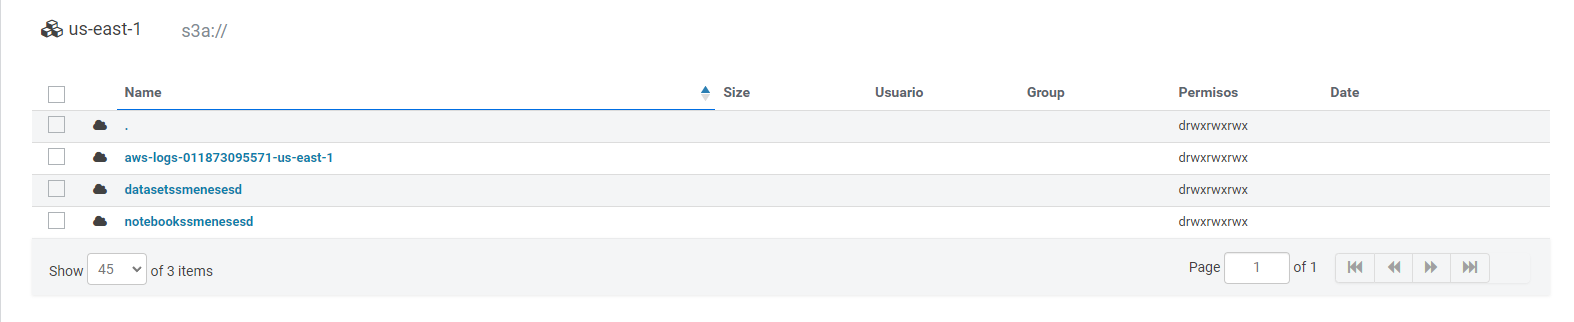 us-east-1 s3a://
Name Size Usuario Group Permisos Date
. drwxrwxrwx
aws-logs-011873095571-us-east-1 drwxrwxrwx
datasetssmenesesd drwxrwxrwx
notebookssmenesesd drwxrwxrwx
Show 45 of 3 items Page 1 of 1